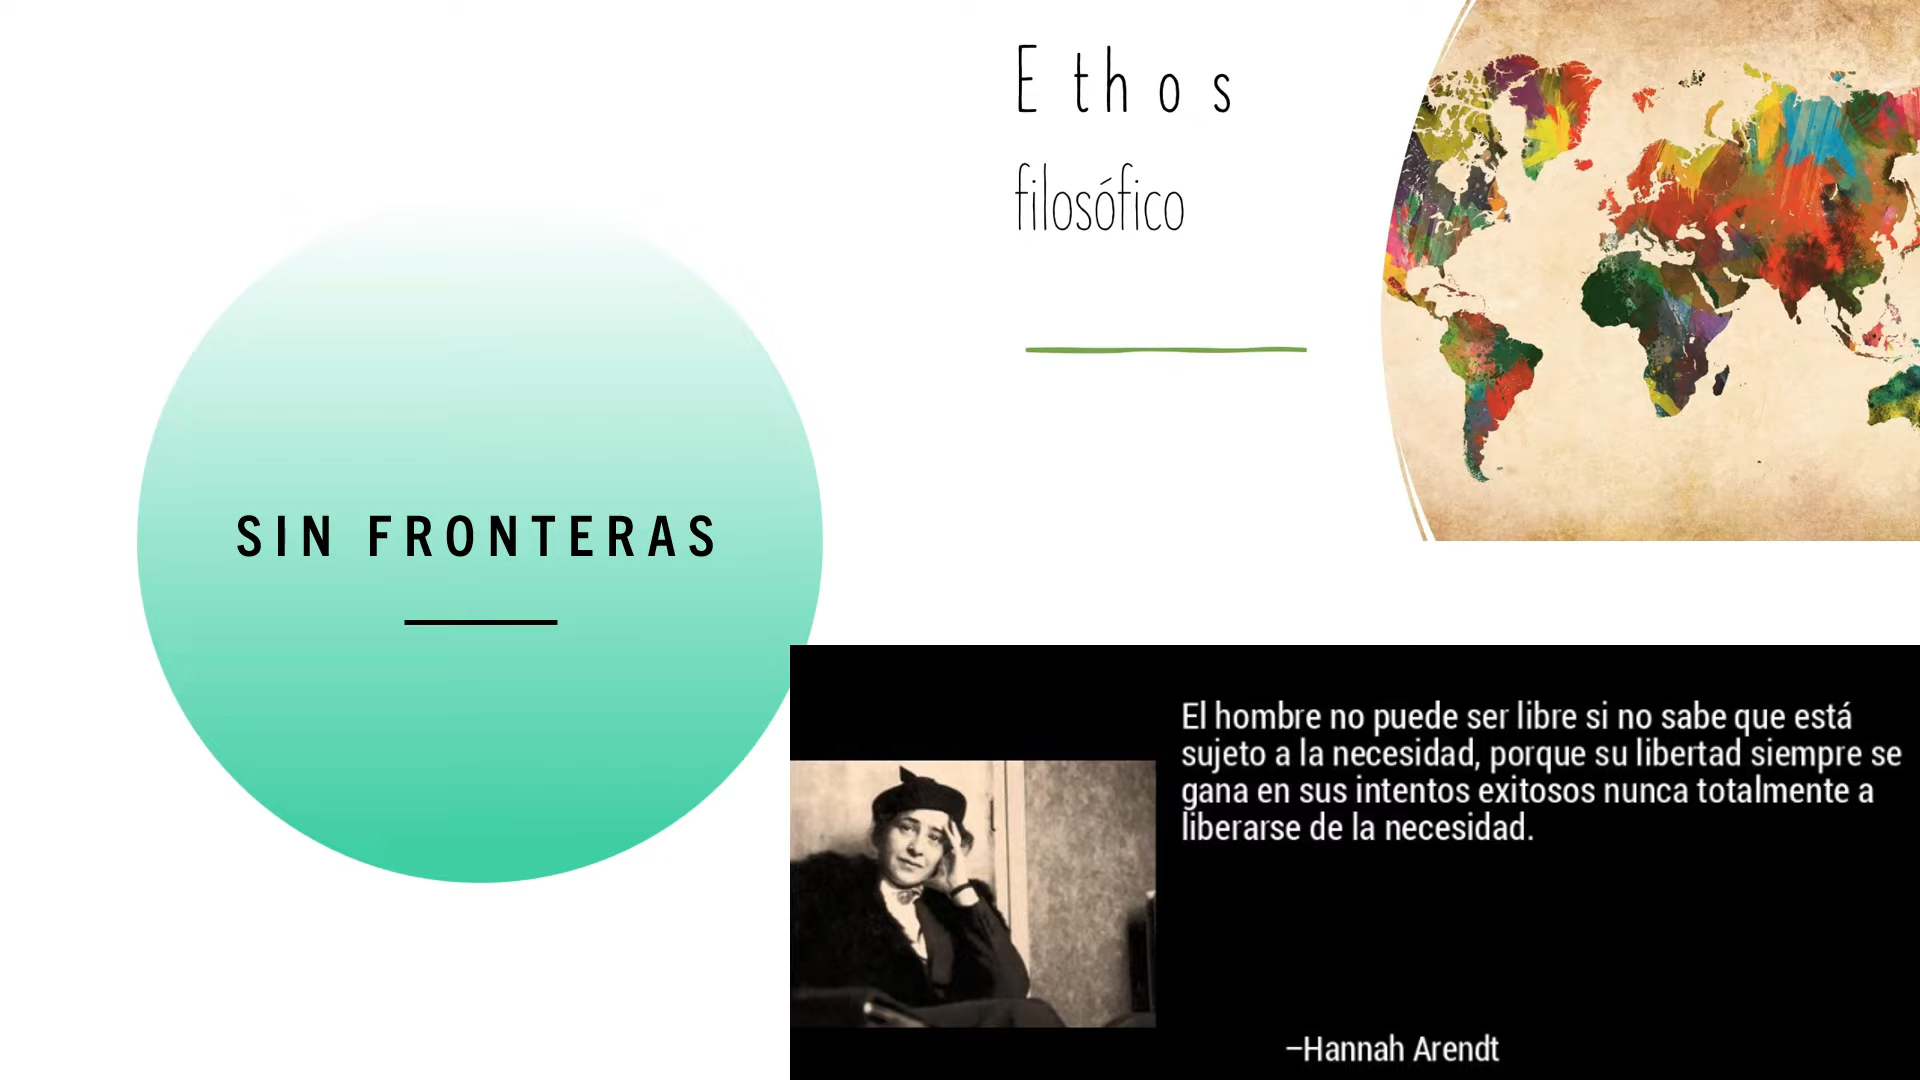 E t h o s
filosófico
SIN FRONTERAS
El hombre no puede ser libre si no sabe que está
sujeto a la necesidad, porque su libertad siempre se
gana en sus intentos exitosos nunca totalmente a
liberarse de la necesidad.
–Hannah Arendt